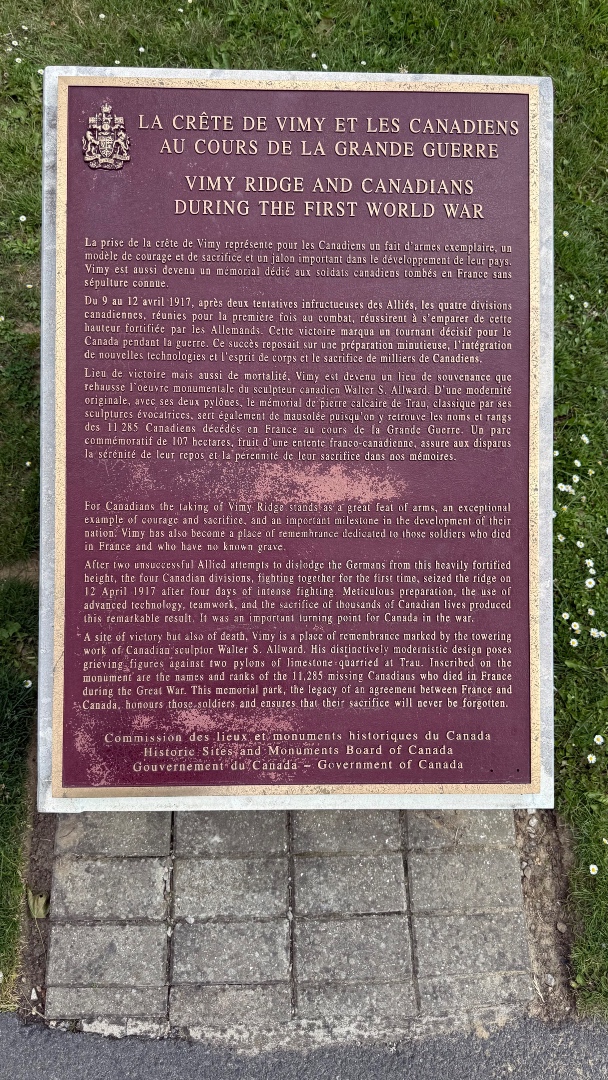 LA CRÊTE DE VIMY ET LES CANADIENS
AU COURS DE LA GRANDE GUERRE
VIMY RIDGE AND CANADIANS
DURING THE FIRST WORLD WAR
La prise de la crête de Vimy représente pour les Canadiens un fait d'armes exemplaire, un
modèle de courage et de sacrifice et un jalon important dans le développement de leur pays.
Vimy est aussi devenu un mémorial dédié aux soldats canadiens tombés en France sans
sépulture connue.
Du 9 au 12 avril 1917, après deux tentatives infructueuses des Alliés, les quatre divisions
canadiennes, réunies pour la première fois au combat, réussirent à s'emparer de cette
hauteur fortifiée par les Allemands. Cette victoire marqua un tournant décisif pour le
Canada pendant la guerre. Ce succès reposait sur une préparation minutieuse, l'intégration
de nouvelles technologies et l'esprit de corps et le sacrifice de milliers de Canadiens.
Lieu de victoire mais aussi de mortalité, Vimy est devenu un lieu de souvenance que
rehausse l'oeuvre monumentale du sculpteur canadien Walter S. Allward. D'une modernité
originale, avec ses deux pylônes, le mémorial de pierre calcaire de Trau, classique par ses
sculptures évocatrices, sert également de mausolée puisqu'on y retrouve les noms et rangs
des 11 285 Canadiens décédés en France au cours de la Grande Guerre. Un parc
commémoratif de 107 hectares, fruit d'une entente franco-canadienne, assure aux disparus
la sérénité de leur repos et la pérennité de leur sacrifice dans nos mémoires.
For Canadians the taking of Vimy Ridge stands as a great feat of arms, an exceptional
example of courage and sacrifice, and an important milestone in the development of their
nation. Vimy has also become a place of remembrance dedicated to those soldiers who died
in France and who have no known grave.
After two unsuccessful Allied attempts to dislodge the Germans from this heavily fortified
height, the four Canadian divisions, fighting together for the first time, seized the ridge on
12 April 1917 after four days of intense fighting. Meticulous preparation, the use of
advanced technology, teamwork, and the sacrifice of thousands of Canadian lives produced
this remarkable result. It was an important turning point for Canada in the war.
A site of victory but also of death, Vimy is a place of remembrance marked by the towering
work of Canadian sculptor Walter S. Allward. His distinctively modernistic design poses
grieving figures against two pylons of limestone quarried at Trau. Inscribed on the
monument are the names and ranks of the 11,285 missing Canadians who died in France
during the Great War. This memorial park, the legacy of an agreement between France and
Canada, honours those soldiers and ensures that their sacrifice will never be forgotten.
Commission des lieux et monuments historiques du Canada
Historic Sites and Monuments Board of Canada
Gouvernement du Canada – Government of Canada